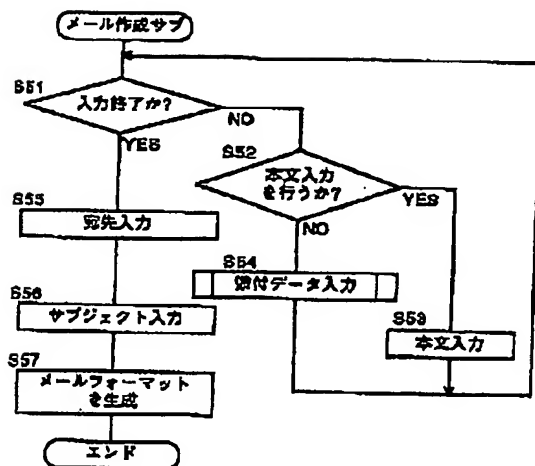 メール作成サブ
S51
入力終了か?
NO
YES
S52
本文入力
を行うか?
YES
NO
S55
宛先入力
S54
添付データ入力
S56
サブジェクト入力
S53
本文入力
S57
メールフォーマット
を生成
エンド